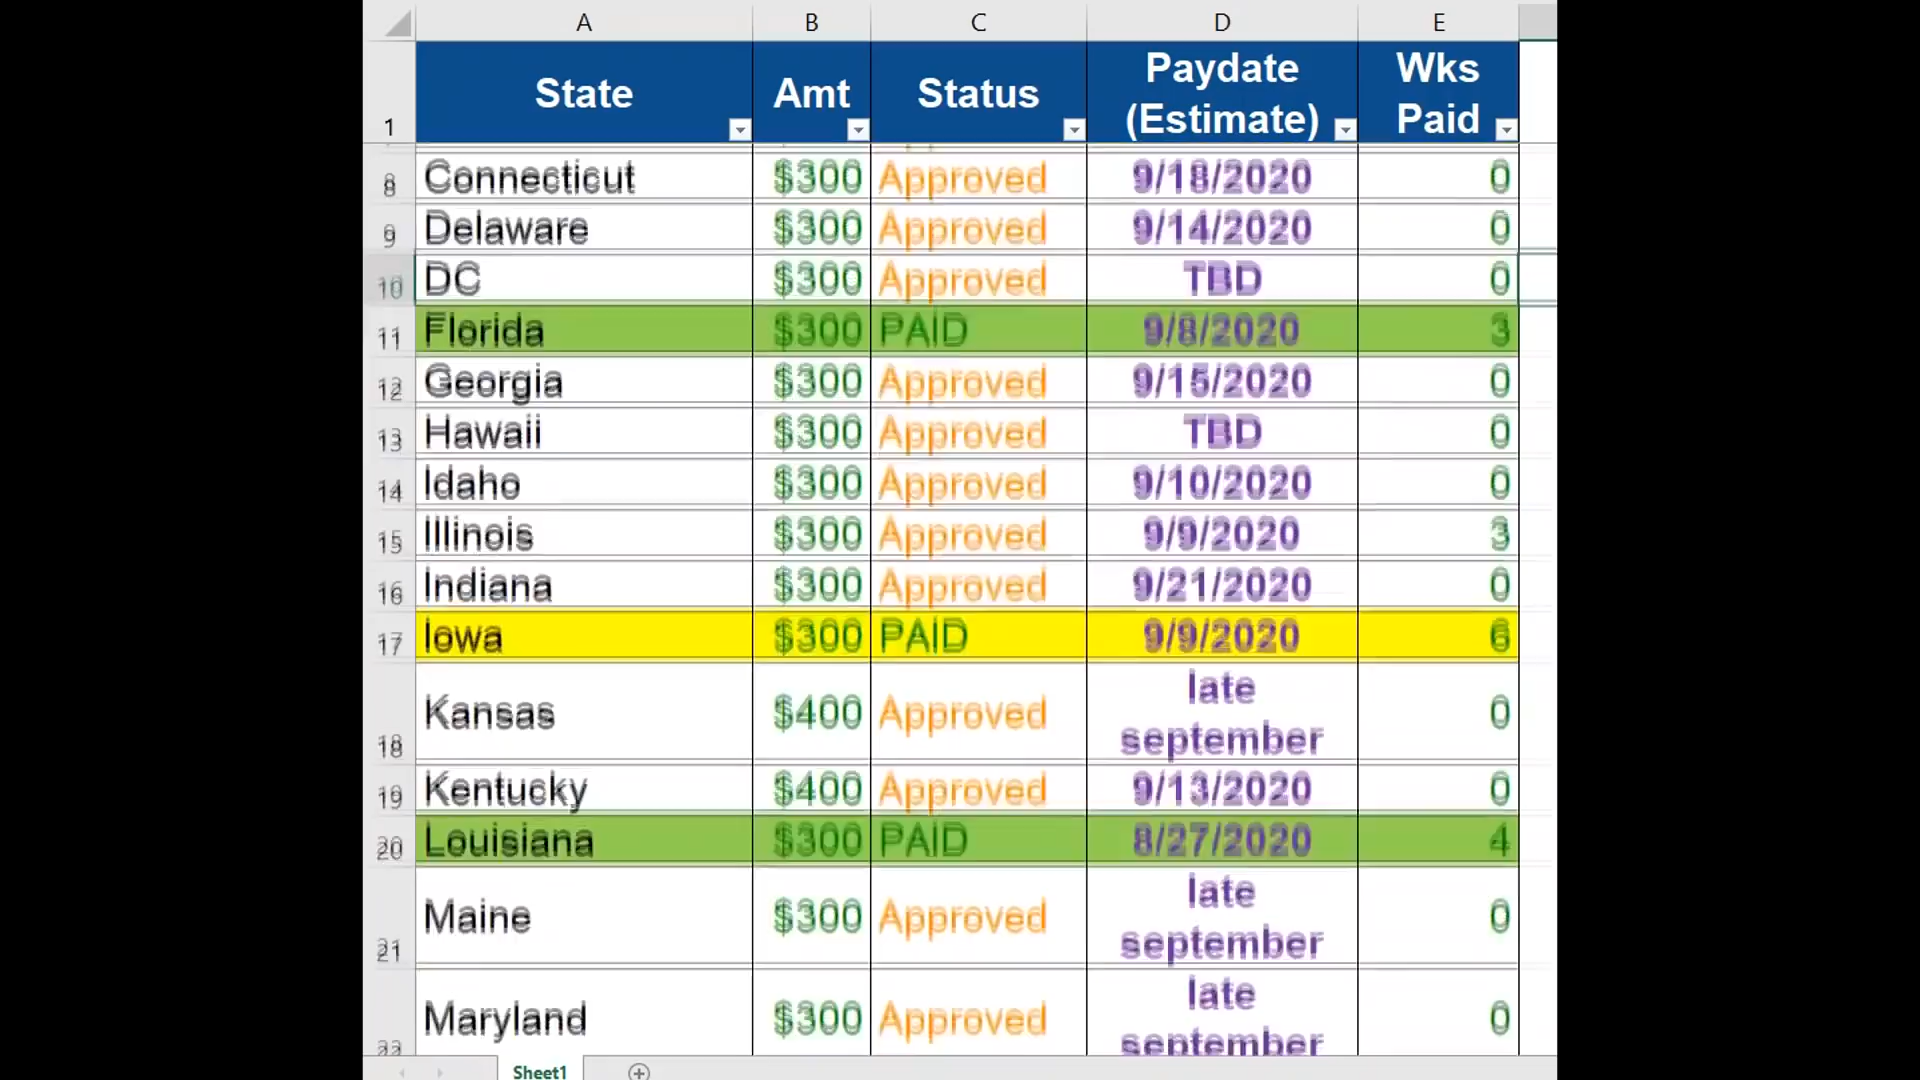 A B C D E
1 State Amt Status Paydate (Estimate) Wks Paid
8 Connecticut $300 Approved 9/18/2020 0
9 Delaware $300 Approved 9/14/2020 0
10 DC $300 Approved TBD 0
11 Florida $300 PAID 9/8/2020 3
12 Georgia $300 Approved 9/15/2020 0
13 Hawaii $300 Approved TBD 0
14 Idaho $300 Approved 9/10/2020 0
15 Illinois $300 Approved 9/9/2020 3
16 Indiana $300 Approved 9/21/2020 0
17 Iowa $300 PAID 9/9/2020 6
18 Kansas $400 Approved late september 0
19 Kentucky $400 Approved 9/13/2020 0
20 Louisiana $300 PAID 8/27/2020 4
21 Maine $300 Approved late september 0
22 Maryland $300 Approved late september 0
Sheet1